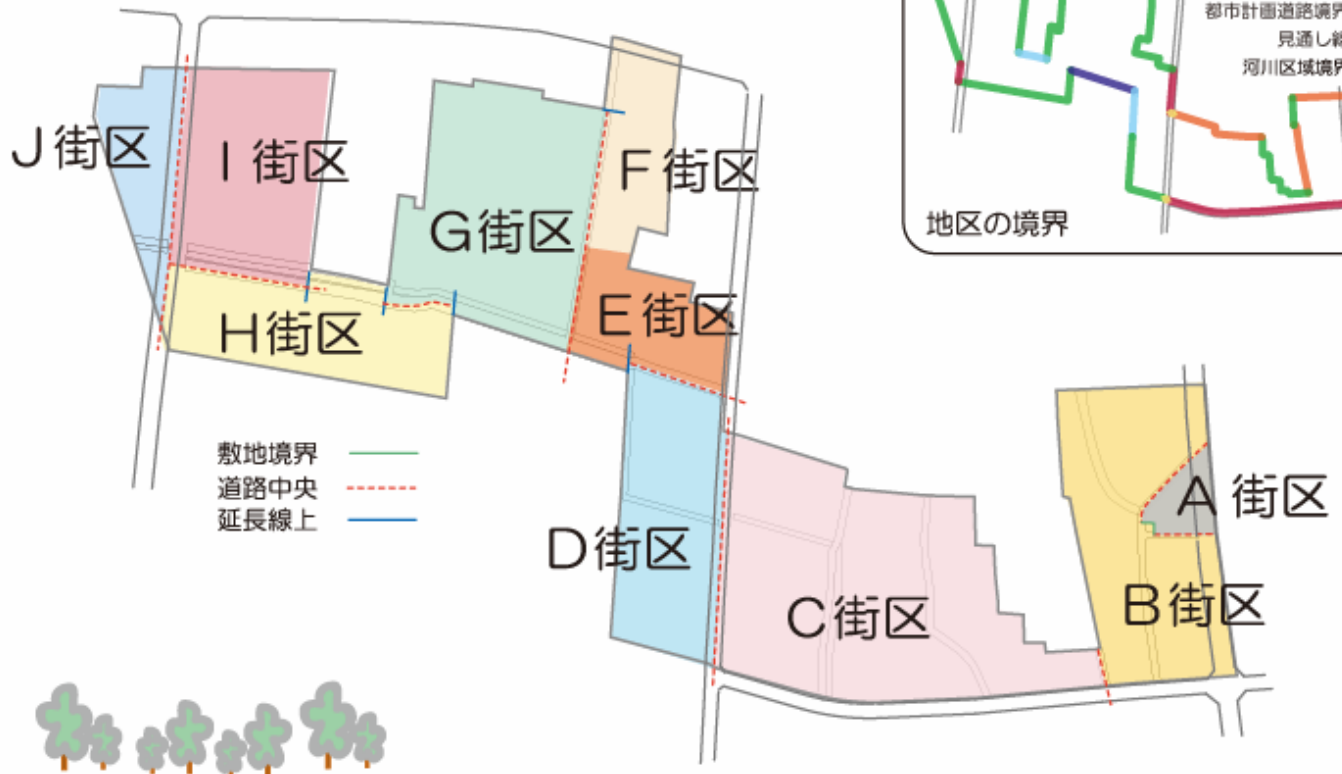 都市計画道路境界
見通し線
河川区域境界
地区の境界
J街区
I街区
F街区
G街区
E街区
H街区
敷地境界
道路中央
延長線上
A街区
D街区
B街区
C街区